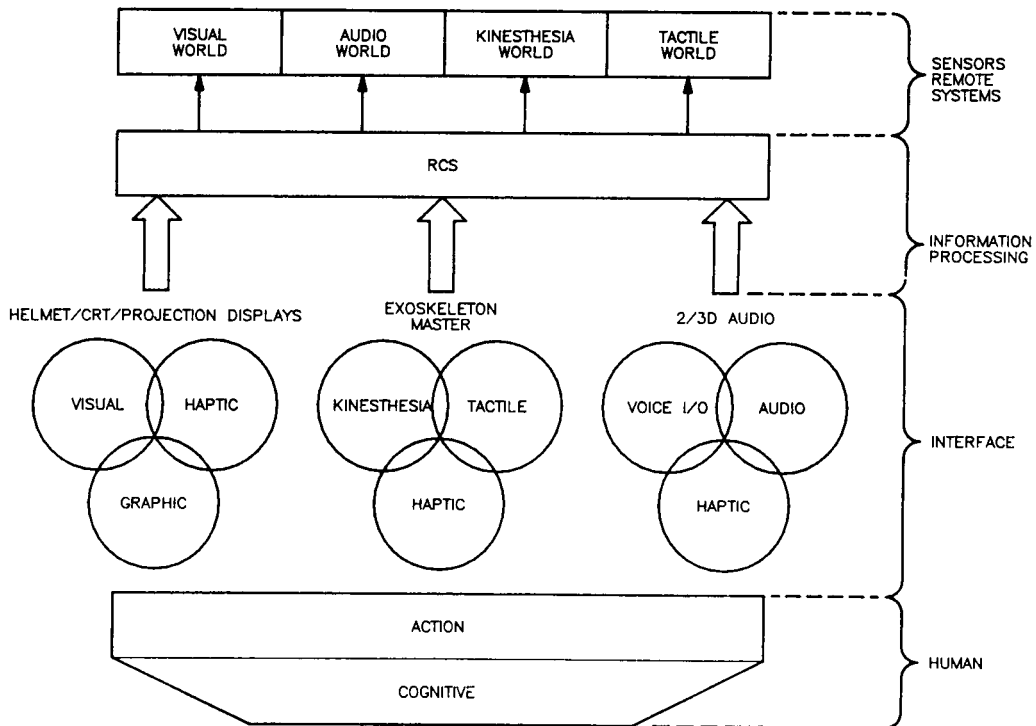 VISUAL
WORLD
AUDIO
WORLD
KINESTHESIA
WORLD
TACTILE
WORLD
SENSORS
REMOTE
SYSTEMS
RCS
INFORMATION
PROCESSING
HELMET/CRT/PROJECTION DISPLAYS
EXOSKELETON
MASTER
2/3D AUDIO
VISUAL
HAPTIC
GRAPHIC
KINESTHESIA
TACTILE
HAPTIC
VOICE I/O
AUDIO
HAPTIC
INTERFACE
ACTION
COGNITIVE
HUMAN